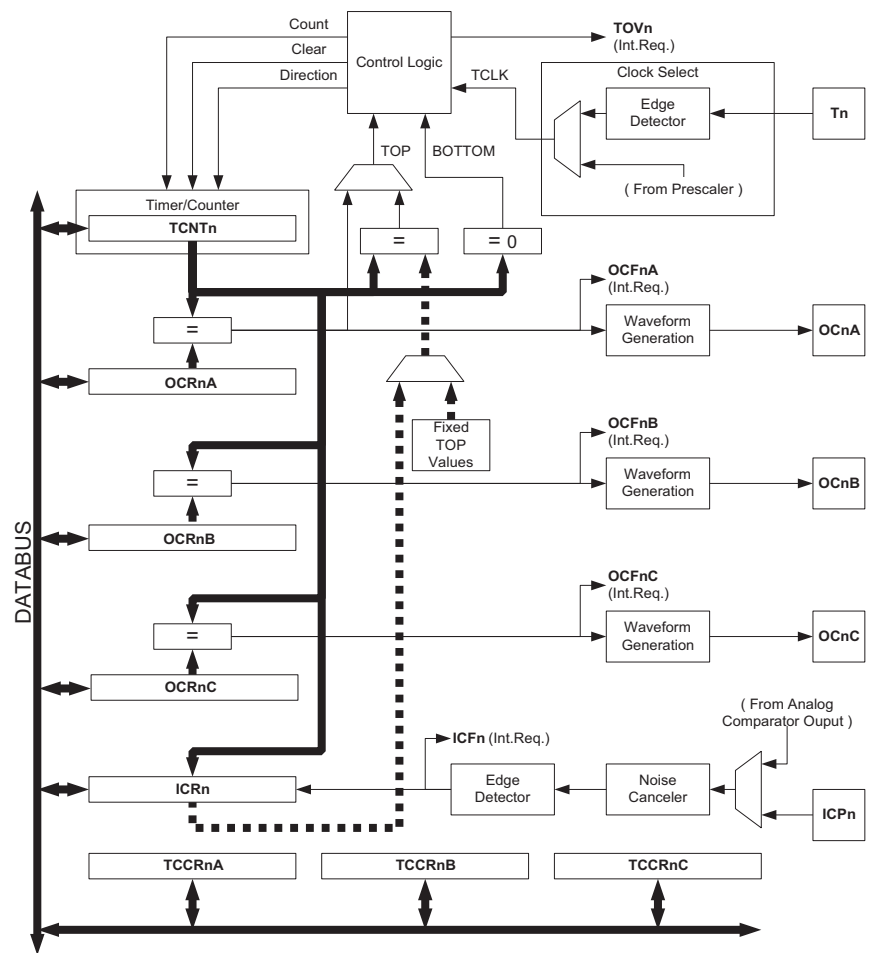 Count
Clear
Direction
Control Logic
TOVn
(Int.Req.)
TCLK
Clock Select
Edge
Detector
Tn
( From Prescaler )
TOP
BOTTOM
Timer/Counter
TCNTn
=
= 0
=
OCRnA
OCFnA
(Int.Req.)
Waveform
Generation
OCnA
Fixed
TOP
Values
=
OCRnB
OCFnB
(Int.Req.)
Waveform
Generation
OCnB
DATABUS
=
OCRnC
OCFnC
(Int.Req.)
Waveform
Generation
OCnC
( From Analog
Comparator Ouput )
ICFn (Int.Req.)
ICRn
Edge
Detector
Noise
Canceler
ICPn
TCCRnA
TCCRnB
TCCRnC